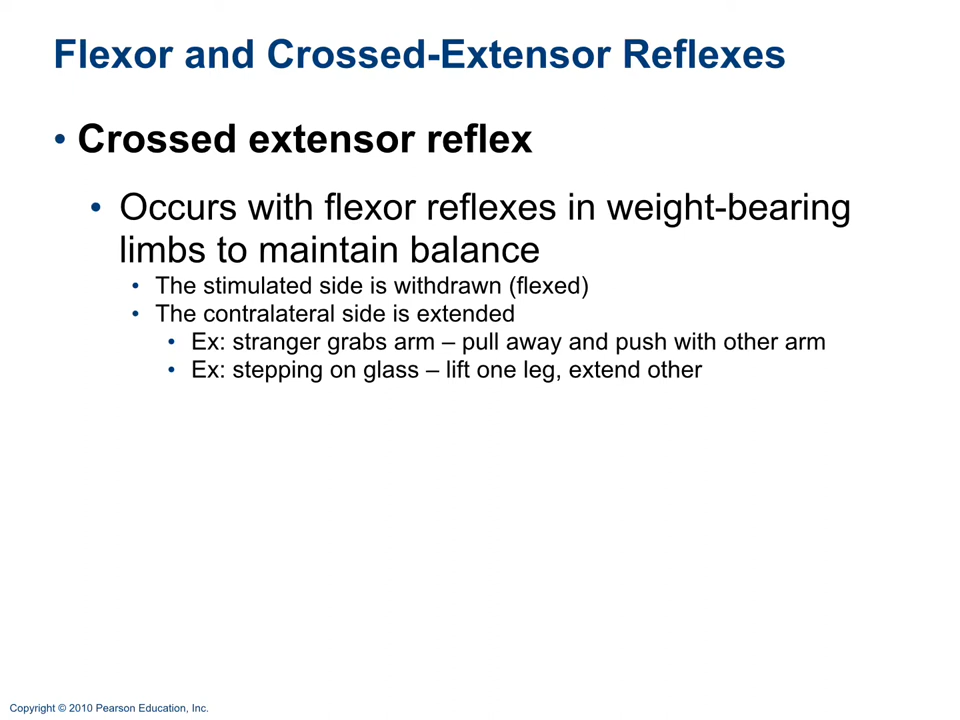 Flexor and Crossed-Extensor Reflexes
• Crossed extensor reflex
• Occurs with flexor reflexes in weight-bearing
limbs to maintain balance
• The stimulated side is withdrawn (flexed)
• The contralateral side is extended
• Ex: stranger grabs arm – pull away and push with other arm
• Ex: stepping on glass – lift one leg, extend other
Copyright © 2010 Pearson Education, Inc.